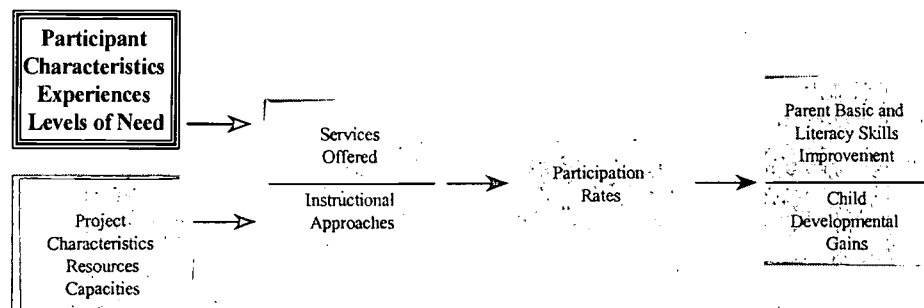 Participant
Characteristics
Experiences
Levels of Need
Project
Characteristics
Resources
Capacities
Services
Offered
Instructional
Approaches
Participation
Rates
Parent Basic and
Literacy Skills
Improvement
Child
Developmental
Gains